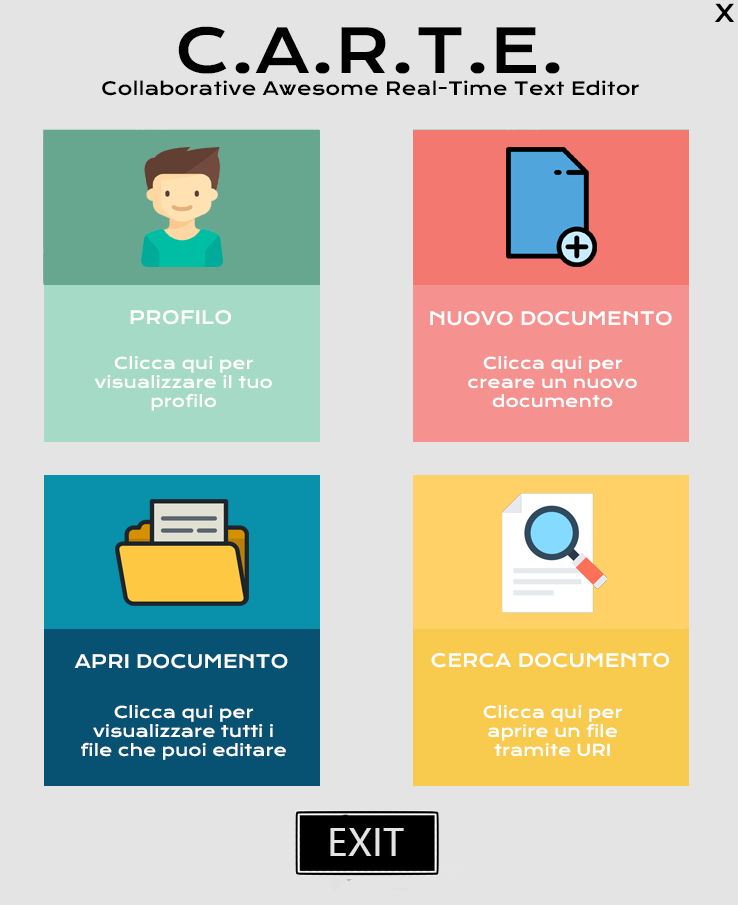 X
C.A.R.T.E.
Collaborative Awesome Real-Time Text Editor
PROFILO
Clicca qui per
visualizzare il tuo
profilo
NUOVO DOCUMENTO
Clicca qui per
creare un nuovo
documento
APRI DOCUMENTO
Clicca qui per
visualizzare tutti i
file che puoi editare
CERCA DOCUMENTO
Clicca qui per
aprire un file
tramite URI
EXIT